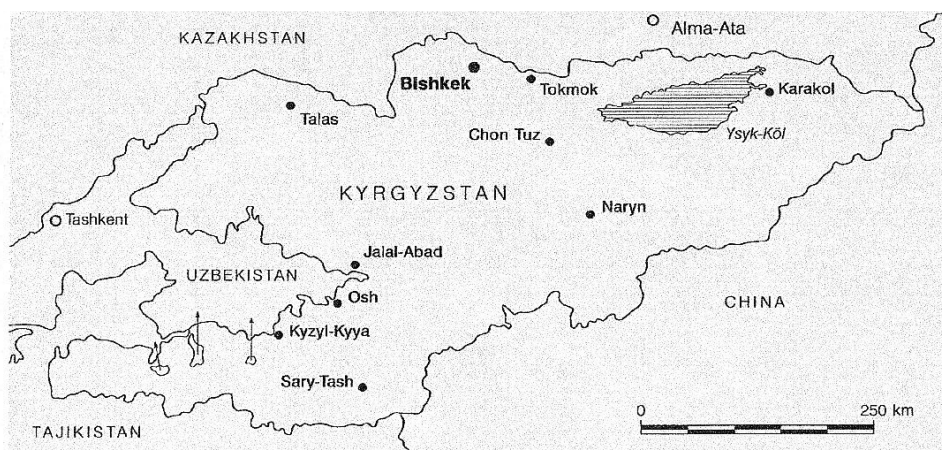 Alma-Ata
KAZAKHSTAN
Bishkek
Tokmok
Karakol
Talas
Ysyk-Köl
Chon Tuz
KYRGYZSTAN
Naryn
Tashkent
Jalal-Abad
UZBEKISTAN
CHINA
Osh
Kyzyl-Kyya
Sary-Tash
0 250 km
TAJIKISTAN